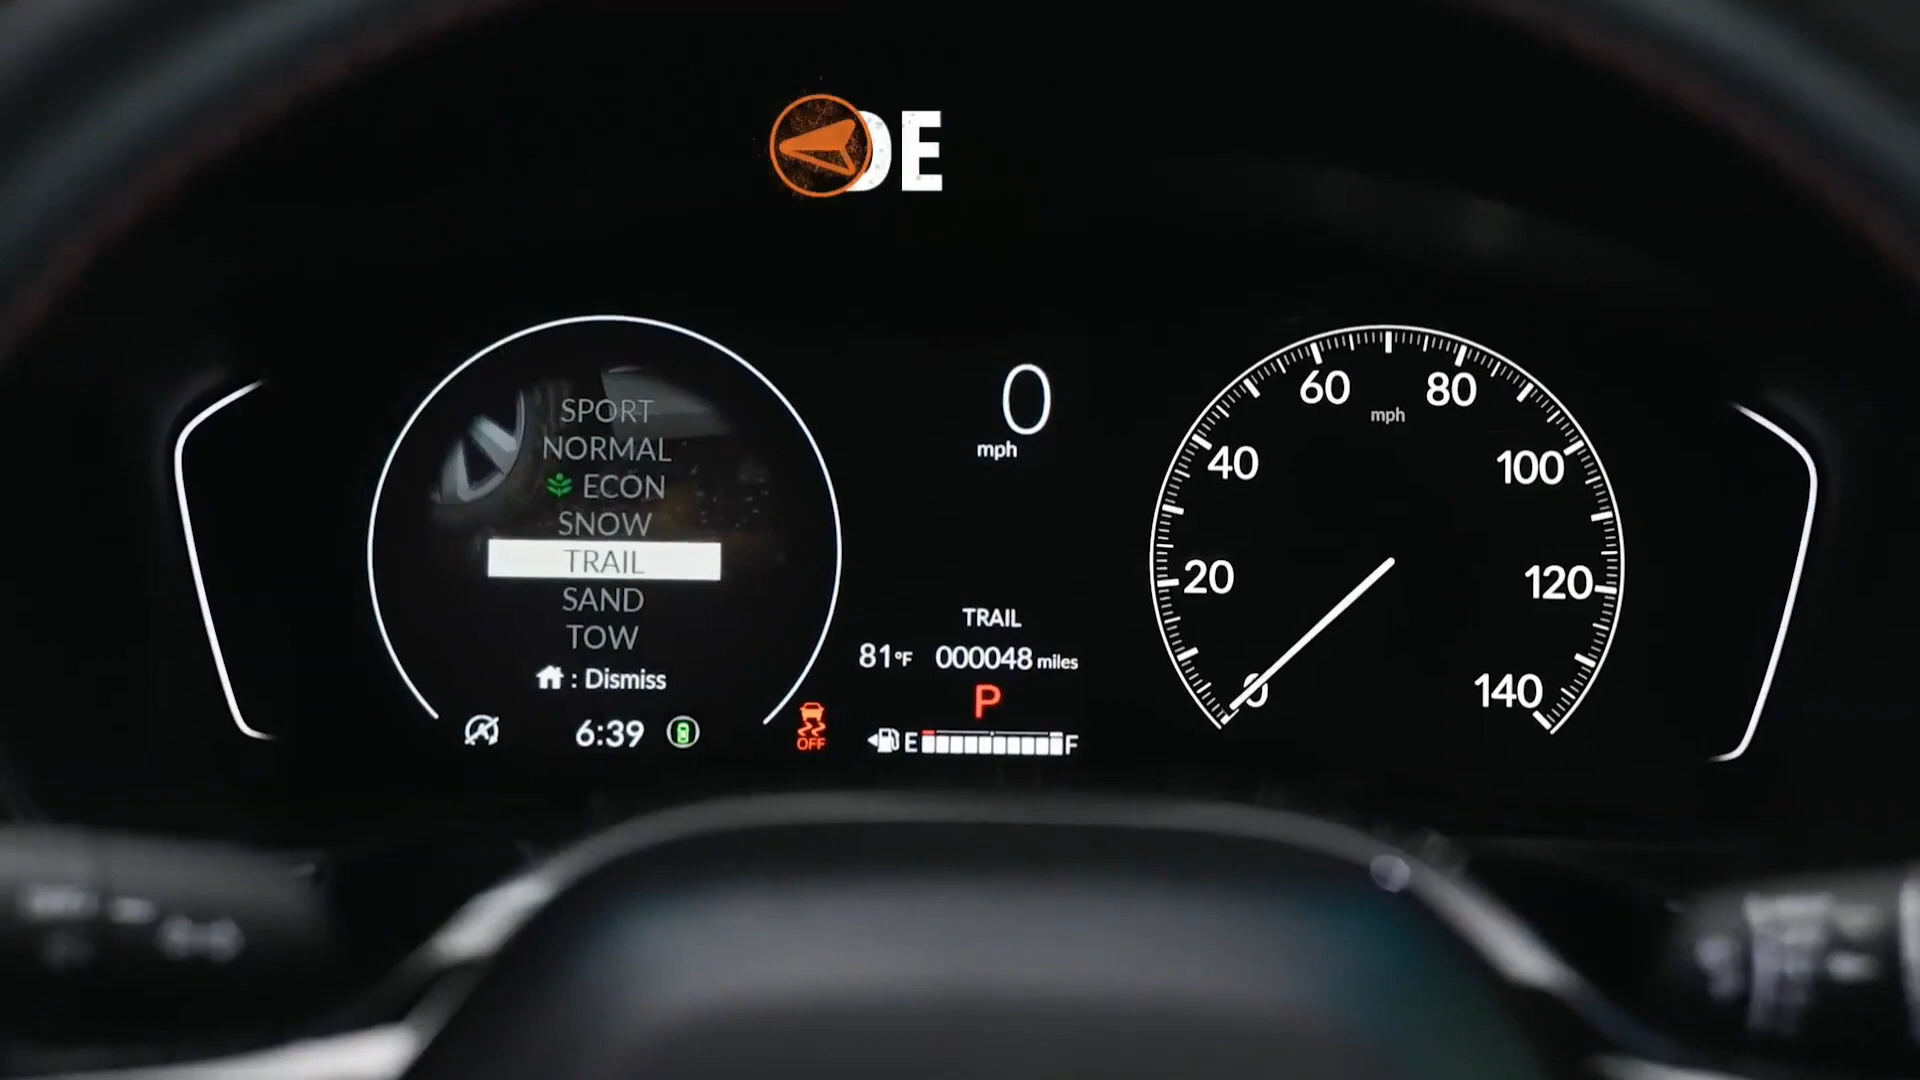 DE
SPORT
NORMAL
ECON
SNOW
TRAIL
SAND
TOW
: Dismiss
6:39
OFF
0
mph
TRAIL
81°F 000048 miles
P
E F
0
20
40
60
80
100
120
140
mph